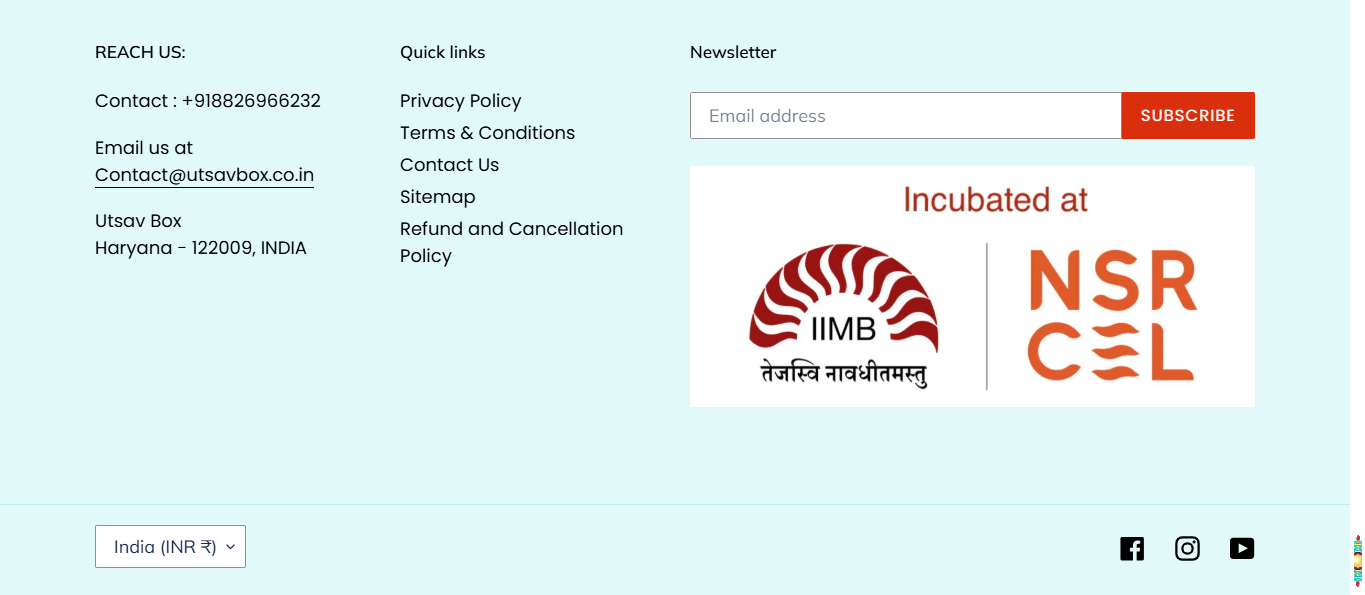 REACH US:
Contact : +918826966232
Email us at
Contact@utsavbox.co.in
Utsav Box
Haryana - 122009, INDIA
Quick links
Privacy Policy
Terms & Conditions
Contact Us
Sitemap
Refund and Cancellation
Policy
Newsletter
Email address
SUBSCRIBE
Incubated at
IIMB
तेजस्वि नावधीतमस्तु
NSR
CEL
India (INR ₹)